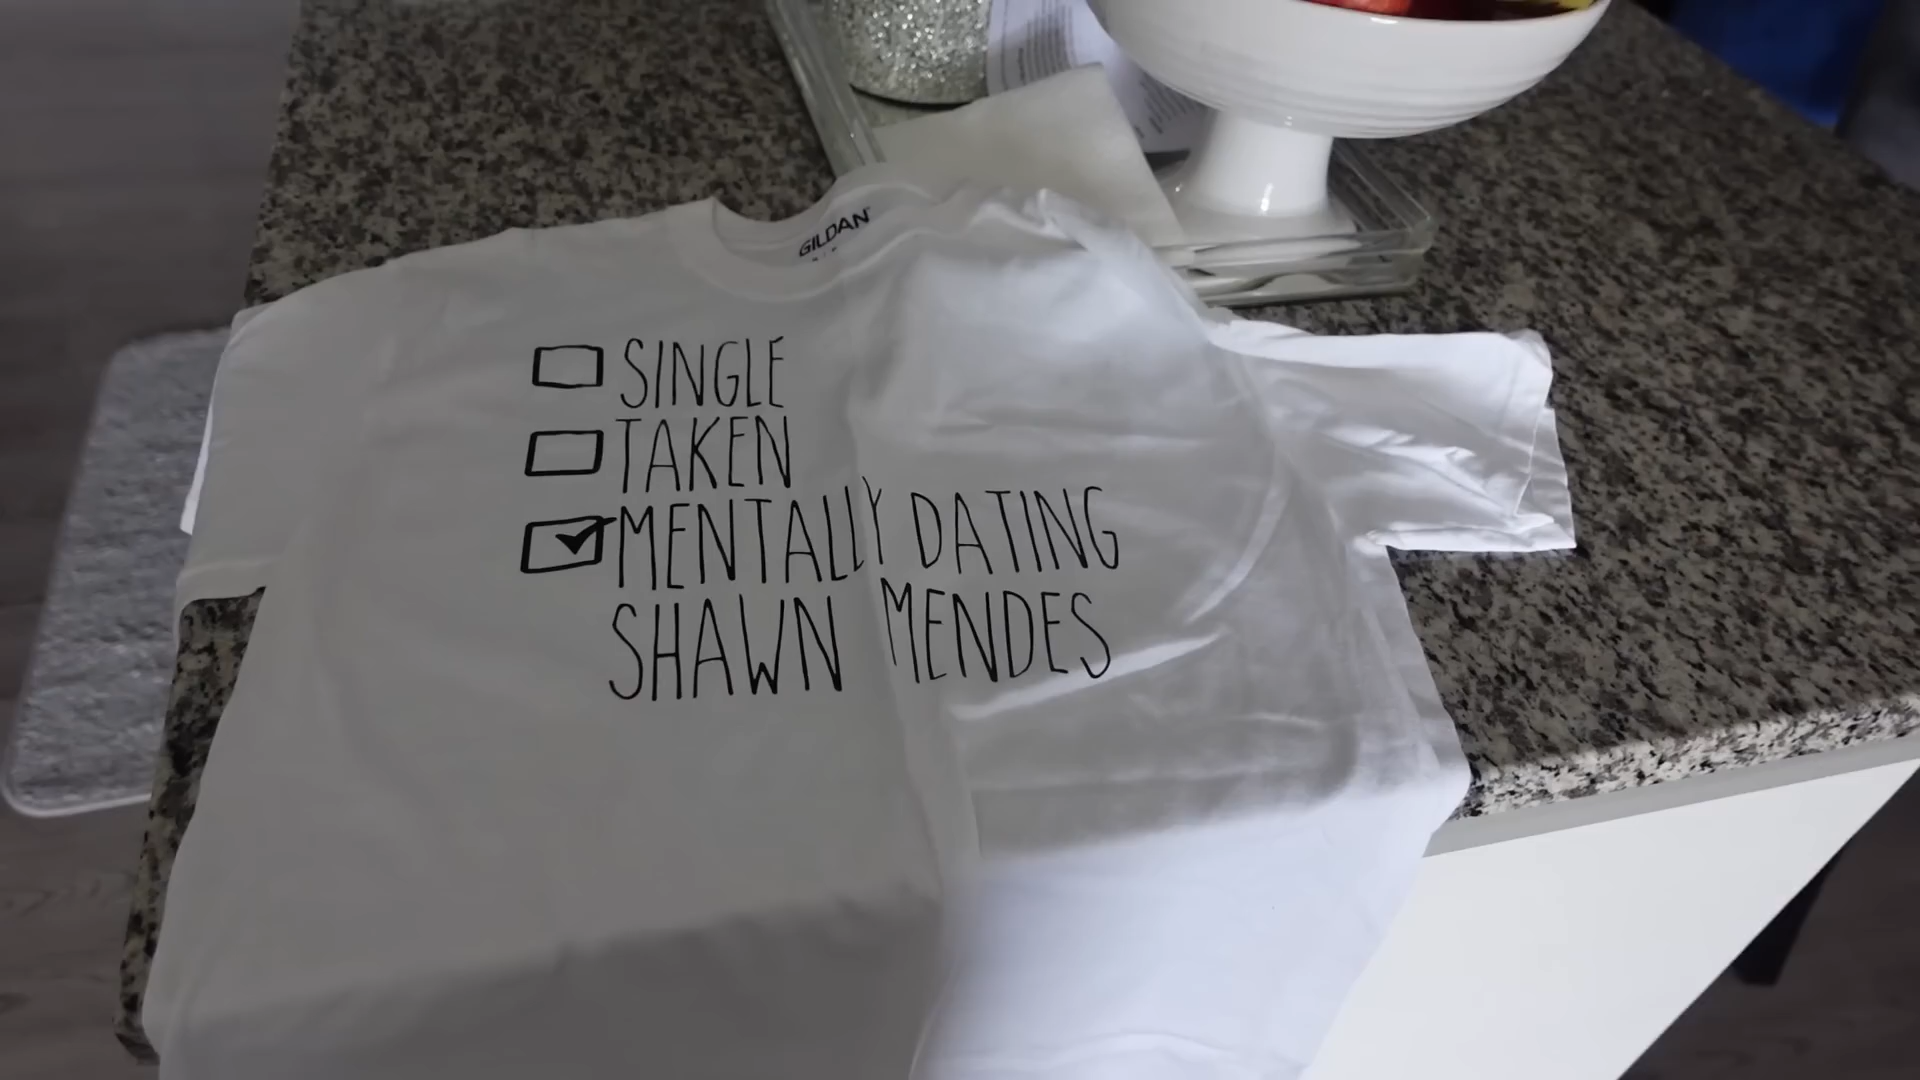 GILDAN
SINGLE
TAKEN
MENTALLY DATING
SHAWN MENDES